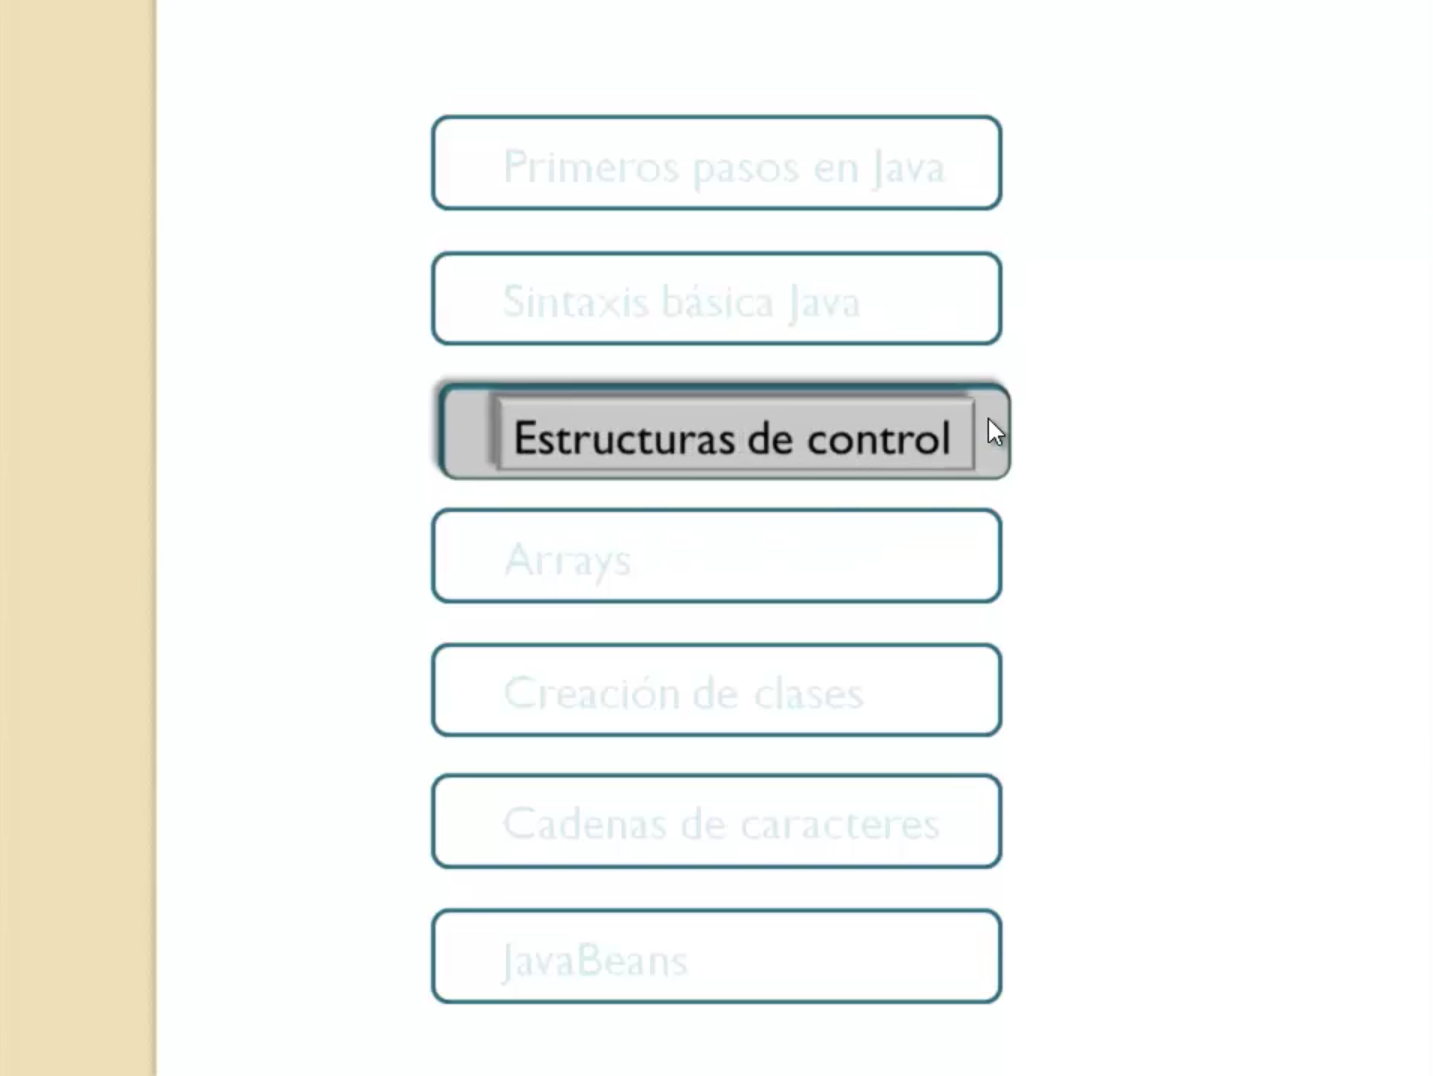 Primeros pasos en Java
Sintaxis básica Java
Estructuras de control
Arrays
Creación de clases
Cadenas de caracteres
JavaBeans